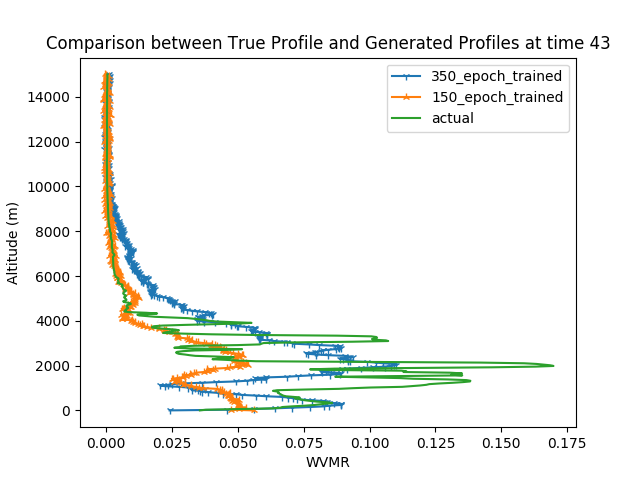 Comparison between True Profile and Generated Profiles at time 43
350_epoch_trained
150_epoch_trained
actual
14000
12000
10000
8000
6000
4000
2000
0
Altitude (m)
0.000 0.025 0.050 0.075 0.100 0.125 0.150 0.175
WVMR